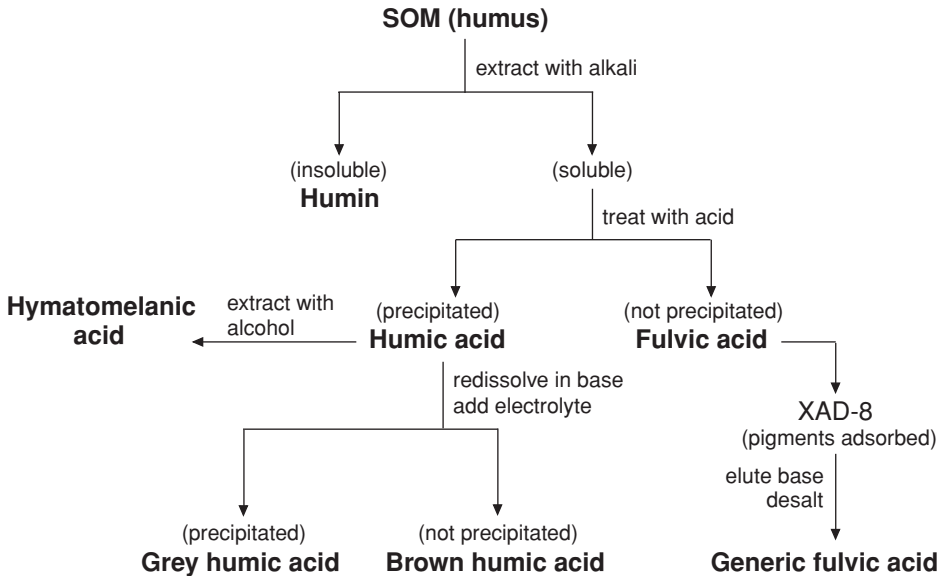 SOM (humus)
extract with alkali
(insoluble)
Humin
(soluble)
treat with acid
Hymatomelanic
acid
extract with
alcohol
(precipitated)
Humic acid
(not precipitated)
Fulvic acid
redissolve in base
add electrolyte
XAD-8
(pigments adsorbed)
elute base
desalt
(precipitated)
Grey humic acid
(not precipitated)
Brown humic acid
Generic fulvic acid